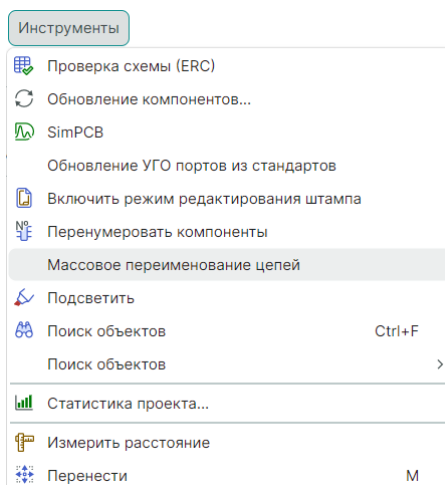 Инструменты
Проверка схемы (ERC)
Обновление компонентов...
SimPCB
Обновление УГО портов из стандартов
Включить режим редактирования штампа
Перенумеровать компоненты
Массовое переименование цепей
Подсветить
Поиск объектов Ctrl+F
Поиск объектов
Статистика проекта...
Измерить расстояние
Перенести M